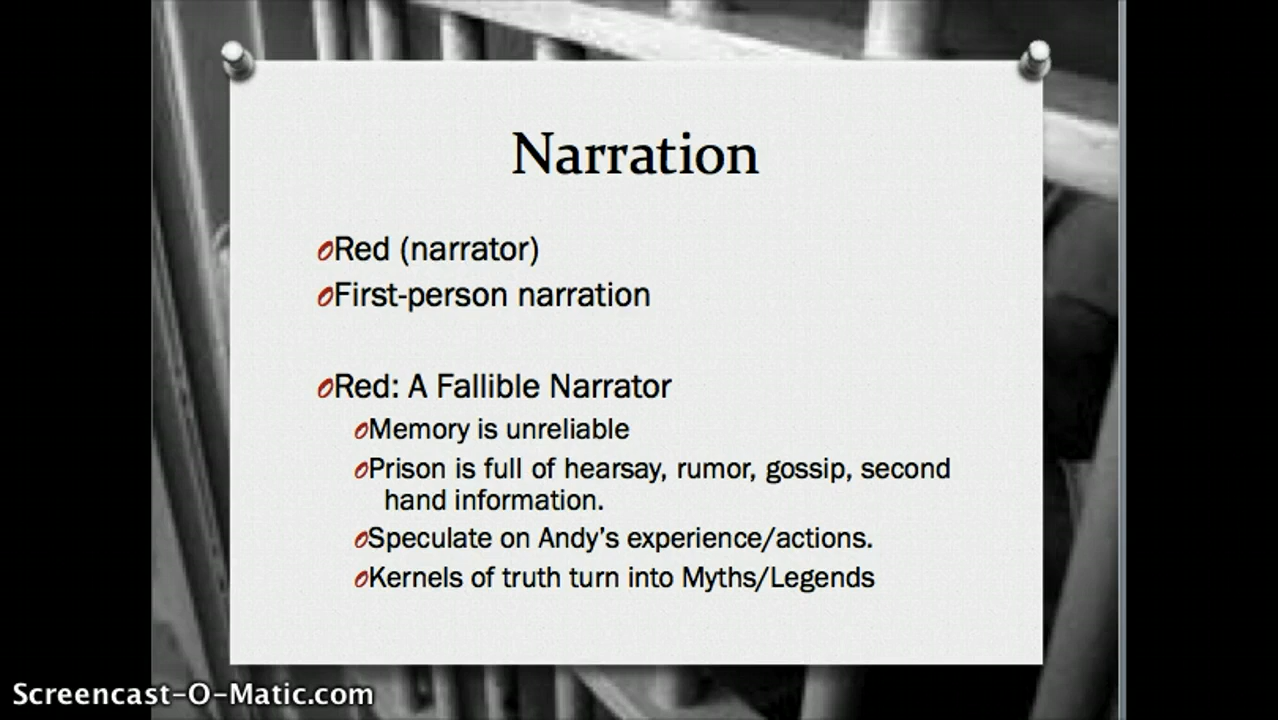 Narration
Red (narrator)
First-person narration
Red: A Fallible Narrator
Memory is unreliable
Prison is full of hearsay, rumor, gossip, second
hand information.
Speculate on Andy's experience/actions.
Kernels of truth turn into Myths/Legends
Screencast-O-Matic.com